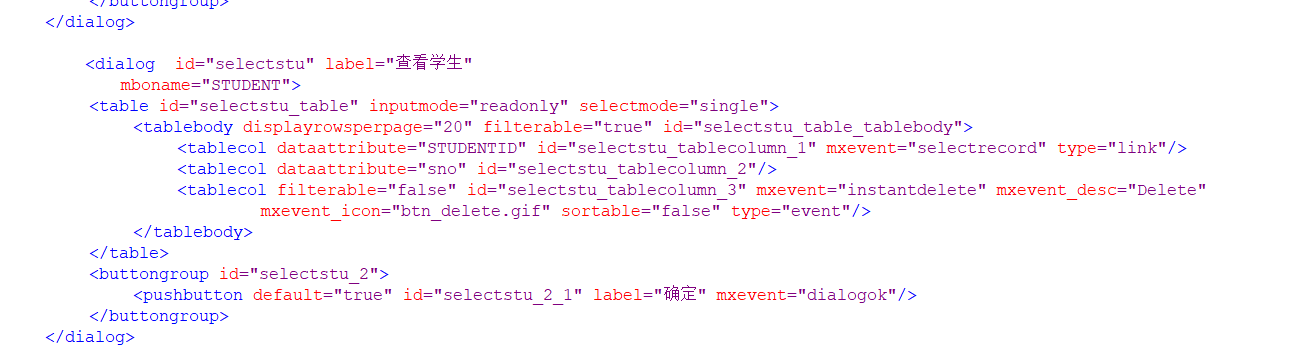 </buttongroup>
</dialog>
<dialog  id="selectstu" label="查看学生"
mboname="STUDENT">
<table id="selectstu_table" inputmode="readonly" selectmode="single">
<tablebody displayrowsperpage="20" filterable="true" id="selectstu_table_tablebody">
<tablecol dataattribute="STUDENTID" id="selectstu_tablecolumn_1" mxevent="selectrecord" type="link"/>
<tablecol dataattribute="sno" id="selectstu_tablecolumn_2"/>
<tablecol filterable="false" id="selectstu_tablecolumn_3" mxevent="instantdelete" mxevent_desc="Delete"
mxevent_icon="btn_delete.gif" sortable="false" type="event"/>
</tablebody>
</table>
<buttongroup id="selectstu_2">
<pushbutton default="true" id="selectstu_2_1" label="确定" mxevent="dialogok"/>
</buttongroup>
</dialog>